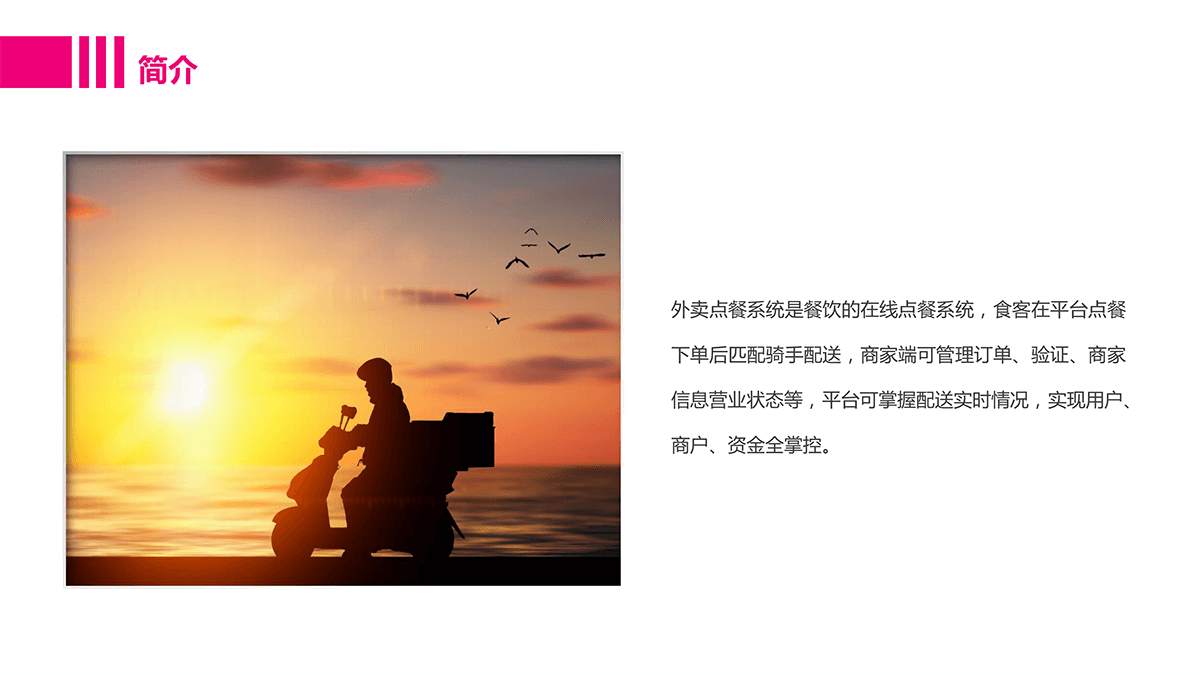 简介
外卖点餐系统是餐饮的在线点餐系统，食客在平台点餐
下单后匹配骑手配送，商家端可管理订单、验证、商家
信息营业状态等，平台可掌握配送实时情况，实现用户、
商户、资金全掌控。